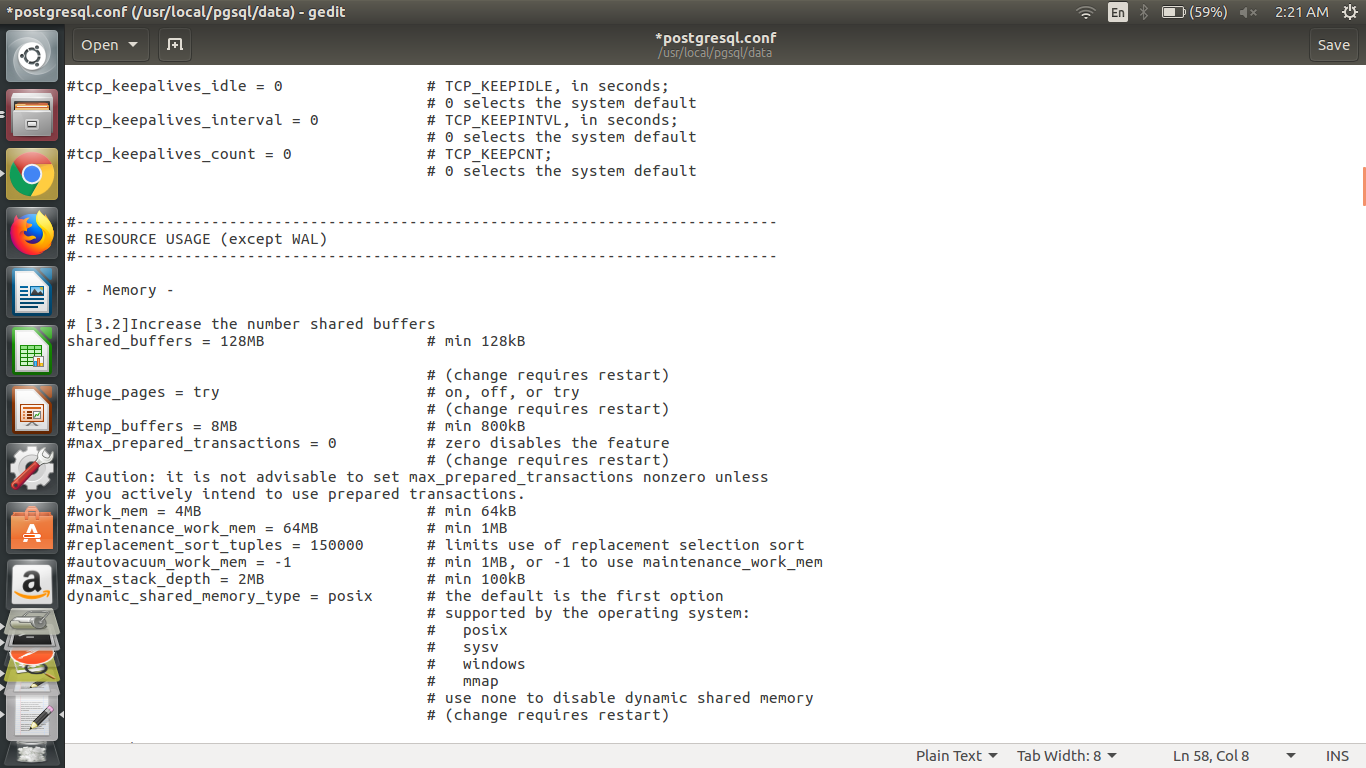 *postgresql.conf (/usr/local/pgsql/data) - gedit
En
(59%)
2:21 AM
Open
*postgresql.conf
/usr/local/pgsql/data
Save
#tcp_keepalives_idle = 0 # TCP_KEEPIDLE, in seconds;
# 0 selects the system default
#tcp_keepalives_interval = 0 # TCP_KEEPINTVL, in seconds;
# 0 selects the system default
#tcp_keepalives_count = 0 # TCP_KEEPCNT;
# 0 selects the system default
#------------------------------------------------------------------------------
# RESOURCE USAGE (except WAL)
#------------------------------------------------------------------------------
# - Memory -
# [3.2]Increase the number shared buffers
shared_buffers = 128MB # min 128kB
# (change requires restart)
#huge_pages = try # on, off, or try
# (change requires restart)
#temp_buffers = 8MB # min 800kB
#max_prepared_transactions = 0 # zero disables the feature
# (change requires restart)
# Caution: it is not advisable to set max_prepared_transactions nonzero unless
# you actively intend to use prepared transactions.
#work_mem = 4MB # min 64kB
#maintenance_work_mem = 64MB # min 1MB
#replacement_sort_tuples = 150000 # limits use of replacement selection sort
#autovacuum_work_mem = -1 # min 1MB, or -1 to use maintenance_work_mem
#max_stack_depth = 2MB # min 100kB
dynamic_shared_memory_type = posix # the default is the first option
# supported by the operating system:
# posix
# sysv
# windows
# mmap
# use none to disable dynamic shared memory
# (change requires restart)
Plain Text
Tab Width: 8
Ln 58, Col 8
INS